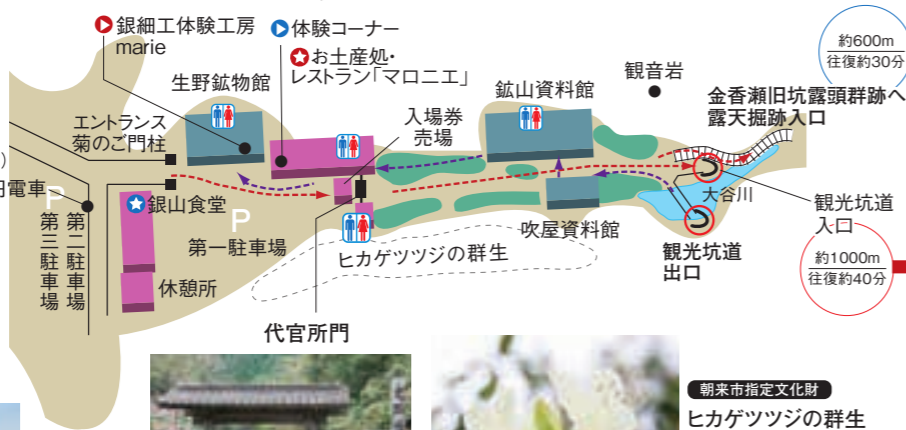 銀細工体験工房
marie
体験コーナー
お土産処・
レストラン「マロニエ」
生野鉱物館
エントランス
菊のご門柱
入場券
売場
鉱山資料館
観音岩
約600m
往復約30分
金香瀬旧坑露頭群跡へ
露天掘跡入口
大谷川
観光坑道
入口
約1000m
往復約40分
観光坑道
出口
吹屋資料館
ヒカゲツツジの群生
代官所門
P
第一駐車場
銀山食堂
休憩所
電車
P
第二駐車場
第三駐車場
朝来市指定文化財
ヒカゲツツジの群生